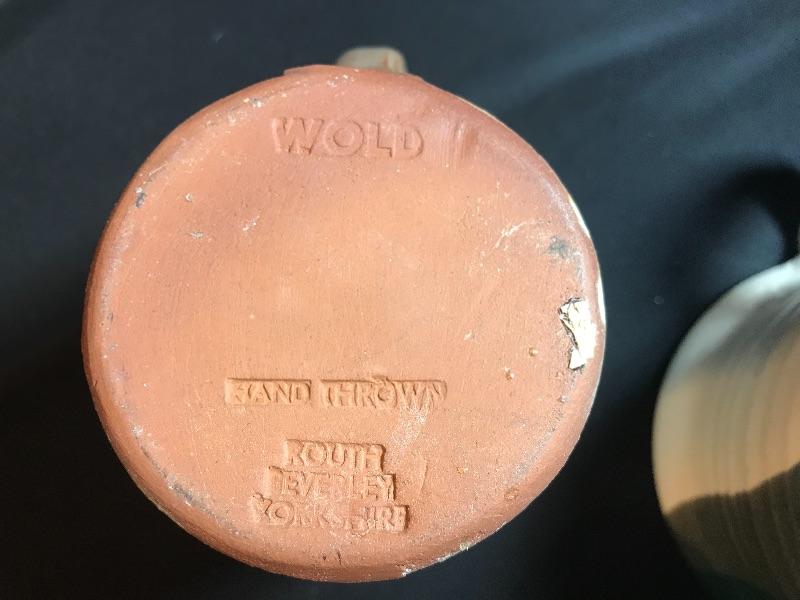 WOLD
HAND THROWN
ROUTH
BEVERLEY
YORKSHIRE